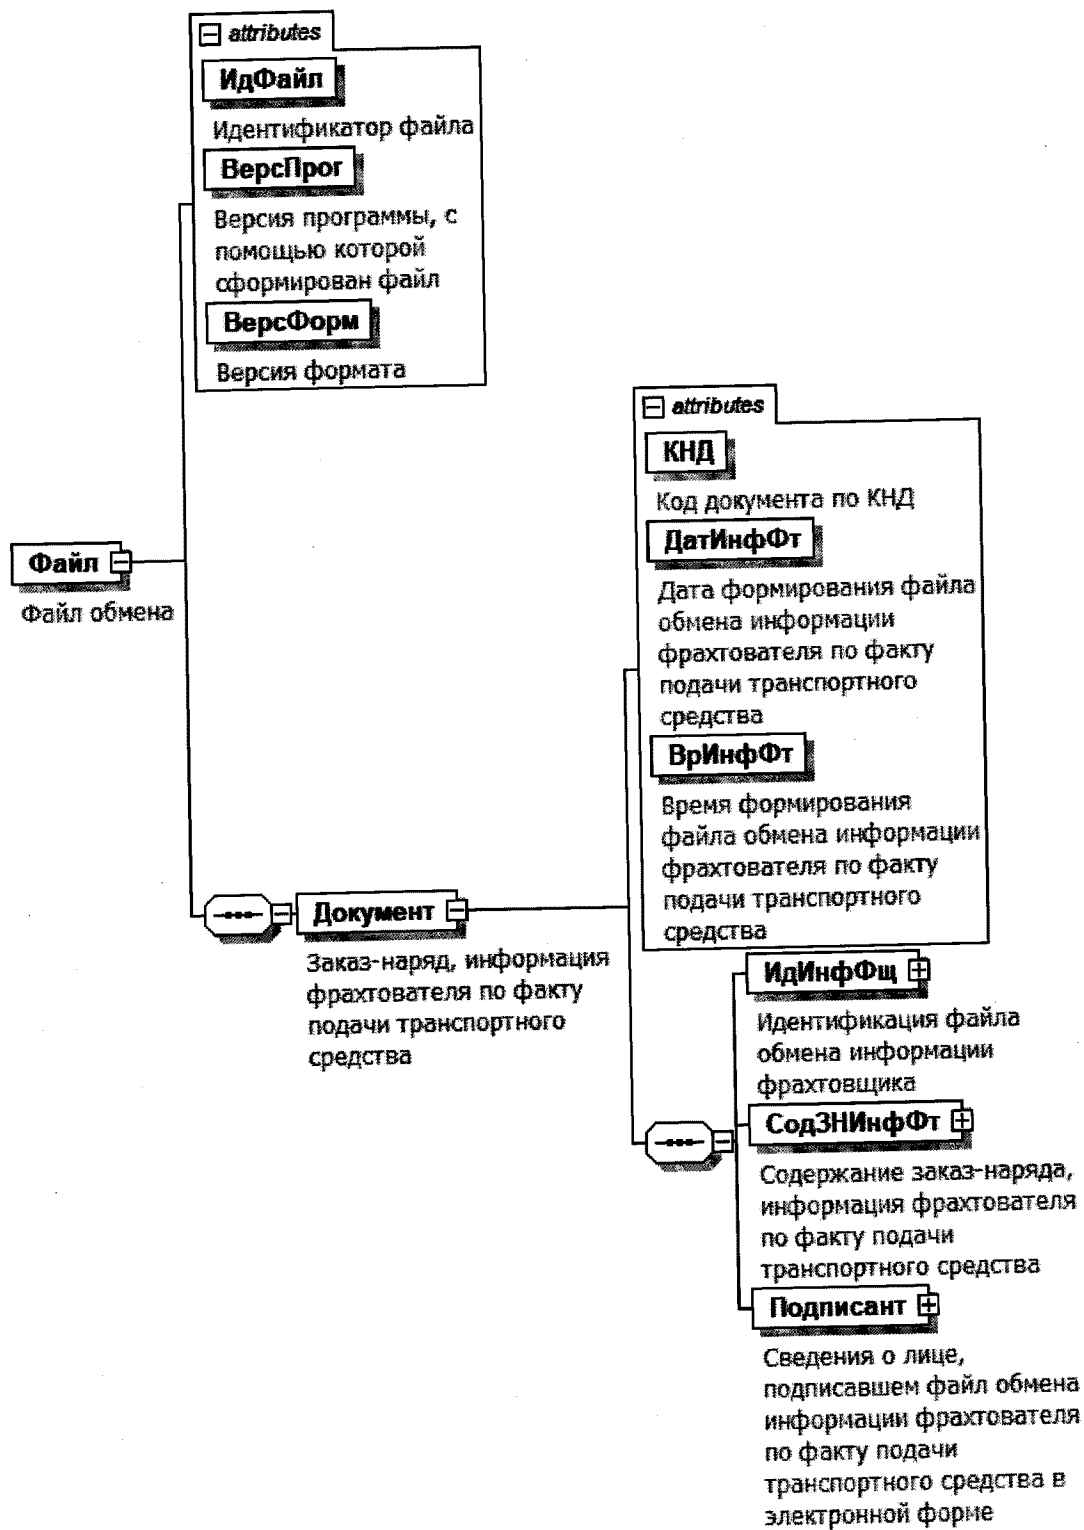 attributes
ИдФайл
Идентификатор файла
ВерсПрог
Версия программы, с
помощью которой
сформирован файл
ВерсФорм
Версия формата
Файл
Файл обмена
attributes
КНД
Код документа по КНД
ДатИнфФт
Дата формирования файла
обмена информации
фрахтователя по факту
подачи транспортного
средства
ВрИнфФт
Время формирования
файла обмена информации
фрахтователя по факту
подачи транспортного
средства
Документ
Заказ-наряд, информация
фрахтователя по факту
подачи транспортного
средства
ИдИнфФщ
Идентификация файла
обмена информации
фрахтовщика
СодЗНИнфФт
Содержание заказ-наряда,
информация фрахтователя
по факту подачи
транспортного средства
Подписант
Сведения о лице,
подписавшем файл обмена
информации фрахтователя
по факту подачи
транспортного средства в
электронной форме